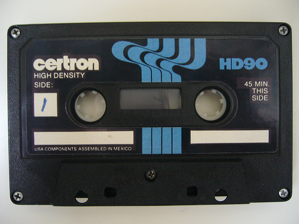 certron
HD90
HIGH DENSITY
SIDE:
1
45 MIN.
THIS
SIDE
USA COMPONENTS ASSEMBLED IN MEXICO